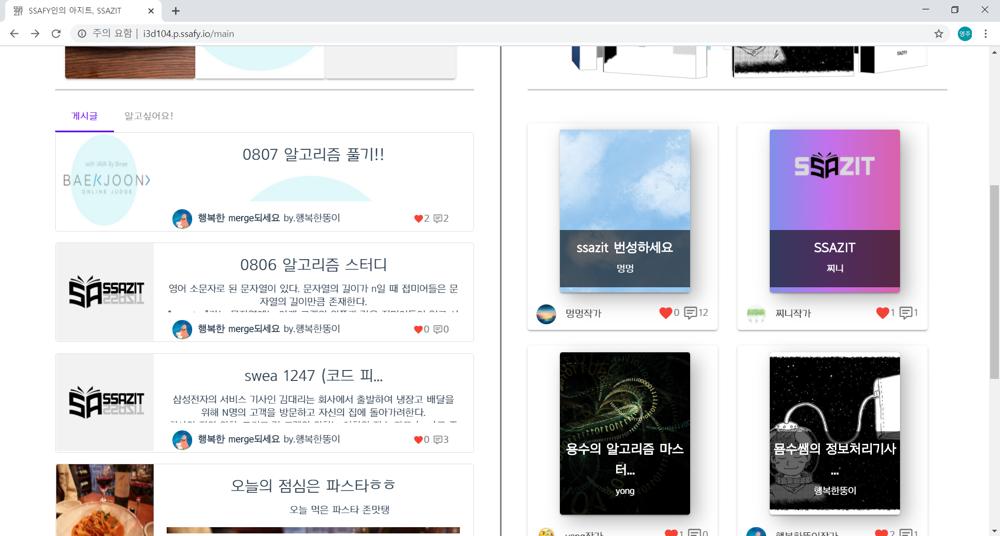 SSAFY인의 아지트, SSAZIT
주의 요함 | i3d104.p.ssafy.io/main
영주
SSAZIT
게시글 알고싶어요!
with JAVA By Binee
BAEKJOON
ONLINE JUDGE
0807 알고리즘 풀기!!
행복한 merge되세요 by.행복한뚱이 2 2
SSAZIT
0806 알고리즘 스터디
영어 소문자로 된 문자열이 있다. 문자열의 길이가 n일 때 접미어들은 문
자열의 길이만큼 존재한다.
행복한 merge되세요 by.행복한뚱이 0 0
SSAZIT
swea 1247 (코드 피...
삼성전자의 서비스 기사인 김대리는 회사에서 출발하여 냉장고 배달을
위해 N명의 고객을 방문하고 자신의 집에 돌아가려한다.
행복한 merge되세요 by.행복한뚱이 0 3
오늘의 점심은 파스타ㅎㅎ
오늘 먹은 파스타 존맛탱
ssazit 번성하세요
멍멍
멍멍작가 0 12
SSAZIT
SSAZIT
찌니
찌니작가 1 1
용수의 알고리즘 마스
터...
yong
yong작가 1 0
묨수쌤의 정보처리기사
...
행복한뚱이
행복한뚱이작가 2 1